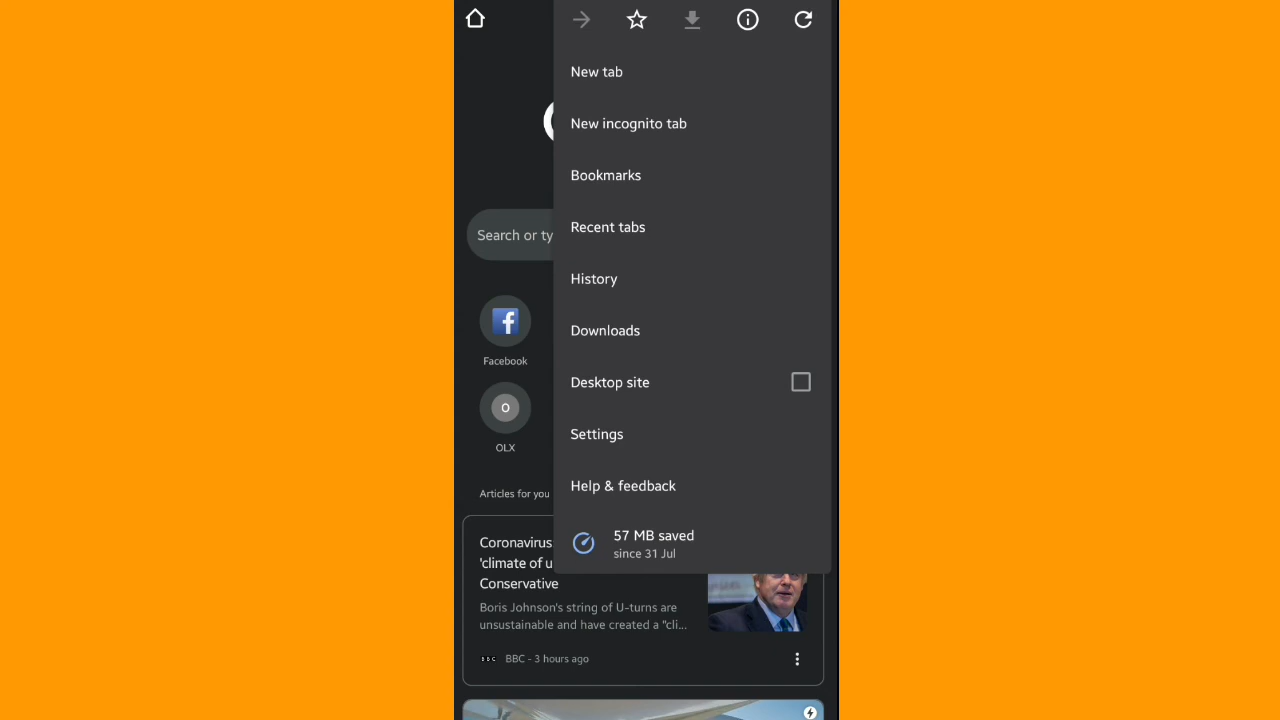 New tab
New incognito tab
Bookmarks
Recent tabs
Search or ty
History
Downloads
Facebook
Desktop site
O
OLX
Settings
Help & feedback
Articles for you
57 MB saved
since 31 Jul
Coronavirus
'climate of u
Conservative
Boris Johnson's string of U-turns are
unsustainable and have created a "cli...
BBC BBC - 3 hours ago